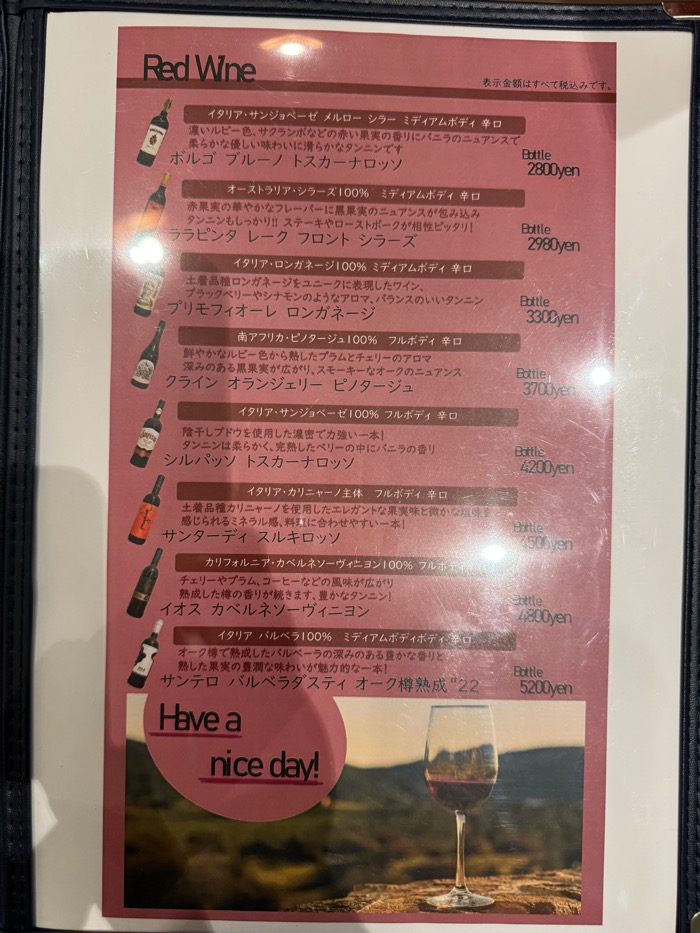 Red Wine
表示金額はすべて税込みです。
イタリア・サンジョベーゼ メルロー シラー ミディアムボディ 辛口
濃いルビー色、サクランボなどの赤い果実の香りにバニラのニュアンスで
柔らかな優しい味わいに滑らかなタンニンです
ボルゴ ブルーノ トスカーナロッソ
Bottle
2800yen
オーストラリア・シラーズ100% ミディアムボディ 辛口
赤果実の華やかなフレーバーに黒果実のニュアンスが包み込み
タンニンもしっかり!! ステーキやローストポークが相性ピッタリ!
ララピンタ レーク フロント シラーズ
Bottle
2980yen
イタリア・ロンガネージ100% ミディアムボディ 辛口
土着品種ロンガネージをユニークに表現したワイン、
ブラックベリーやシナモンのようなアロマ、バランスのいいタンニン
プリモフィオーレ ロンガネージ
Bottle
3300yen
南アフリカ・ピノタージュ100% フルボディ 辛口
鮮やかなルビー色から熟したプラムとチェリーのアロマ
深みのある黒果実が広がり、スモーキーなオークのニュアンス
クライン オランジェリー ピノタージュ
Bottle
3700yen
イタリア・サンジョベーゼ100% フルボディ 辛口
陰干しブドウを使用した濃密で力強い一本!
タンニンは柔らかく、完熟したベリーの中にバニラの香り
シルパッソ トスカーナロッソ
Bottle
4200yen
イタリア・カリニャーノ主体 フルボディ 辛口
土着品種カリニャーノを使用したエレガントな果実味と微かな塩味を
感じられるミネラル感、料理に合わせやすい一本!
サンターディ スルキロッソ
Bottle
4500yen
カリフォルニア・カベルネソーヴィニヨン100% フルボディ
チェリーやプラム、コーヒーなどの風味が広がり
熟成した樽の香りが続きます、豊かなタンニン!
イオス カベルネソーヴィニヨン
Bottle
4800yen
イタリア バルベラ100% ミディアムボディボディ 辛口
オーク樽で熟成したバルベーラの深みのある豊かな香りと
熟した果実の豊潤な味わいが魅力的な一本!
サンテロ バルベラダスティ オーク樽熟成 "22
Bottle
5200yen
Have a
nice day!